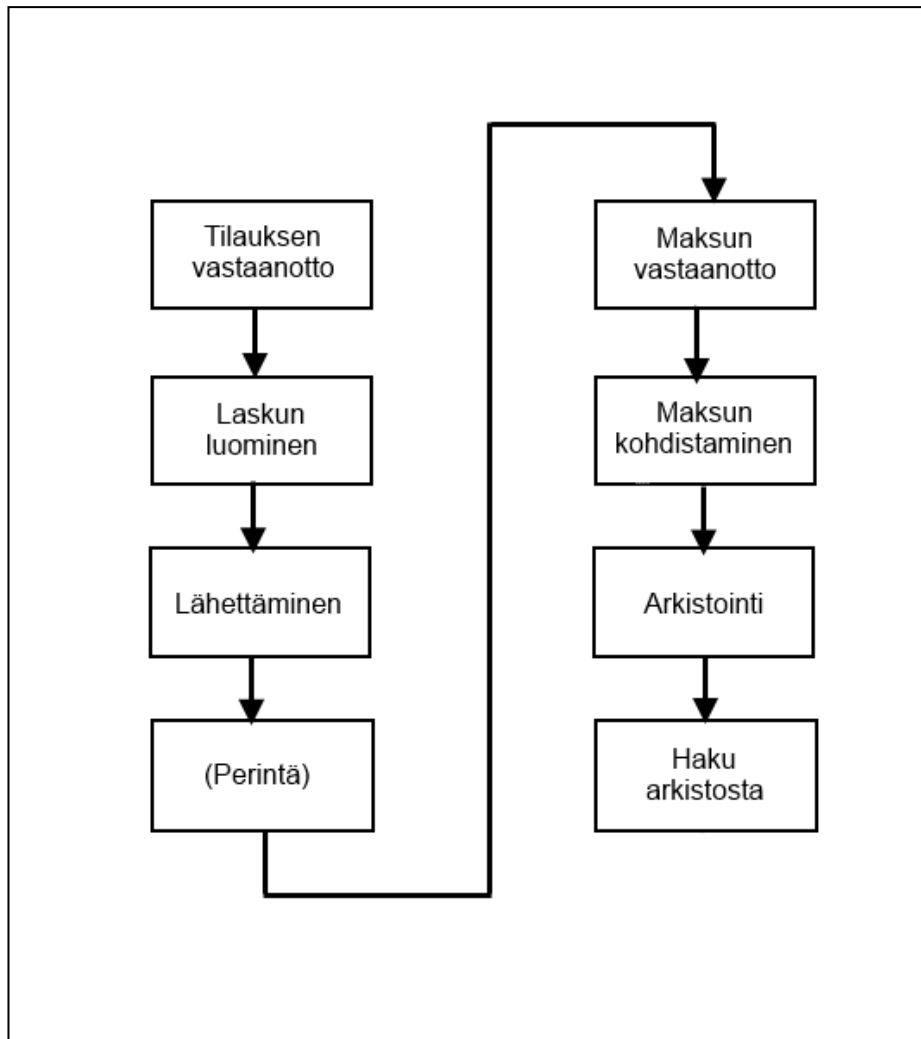 Tilauksen
vastaanotto
Laskun
luominen
Lähettäminen
(Perintä)
Maksun
vastaanotto
Maksun
kohdistaminen
Arkistointi
Haku
arkistosta